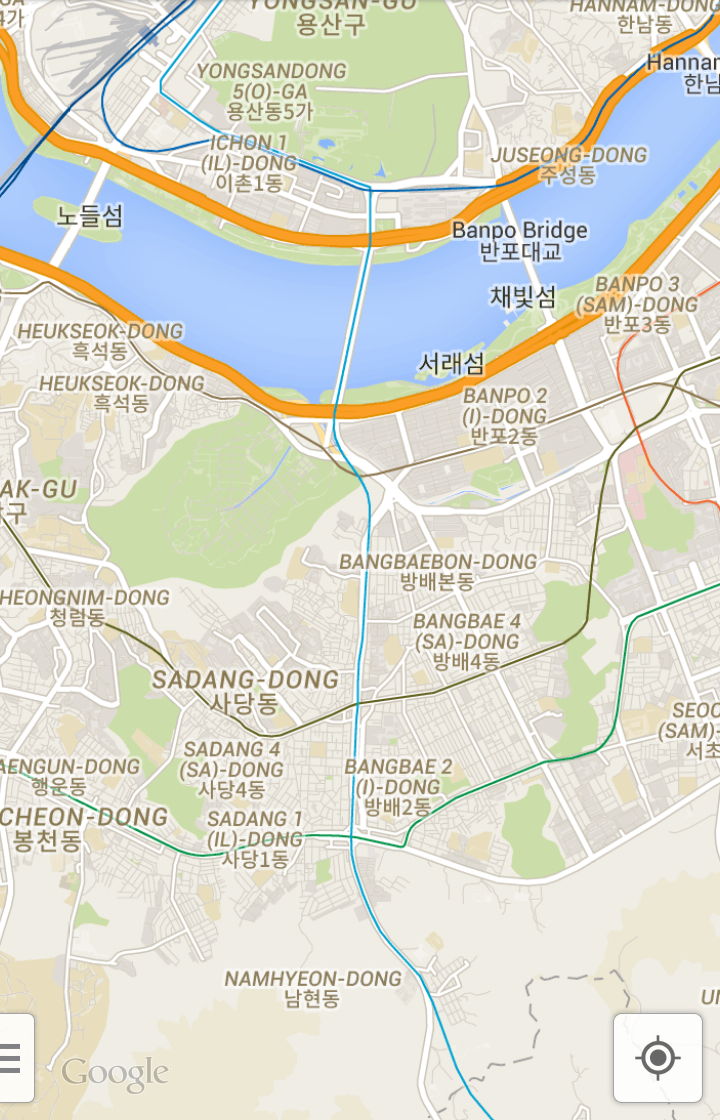 GA
4가
YONGSAN-GU
용산구
HANNAM-DONG
한남동
Hannam
한남
YONGSANDONG
5(O)-GA
용산동5가
ICHON 1
(IL)-DONG
이촌1동
JUSEONG-DONG
주성동
노들섬
Banpo Bridge
반포대교
채빛섬
BANPO 3
(SAM)-DONG
반포3동
HEUKSEOK-DONG
흑석동
서래섬
HEUKSEOK-DONG
흑석동
BANPO 2
(I)-DONG
반포2동
AK-GU
구
BANGBAEBON-DONG
방배본동
HEONGNIM-DONG
청림동
BANGBAE 4
(SA)-DONG
방배4동
SADANG-DONG
사당동
SEOC
(SAM)-
서초
SADANG 4
(SA)-DONG
사당4동
AENGUN-DONG
행운동
BANGBAE 2
(I)-DONG
방배2동
CHEON-DONG
봉천동
SADANG 1
(IL)-DONG
사당1동
NAMHYEON-DONG
남현동
UM
Google